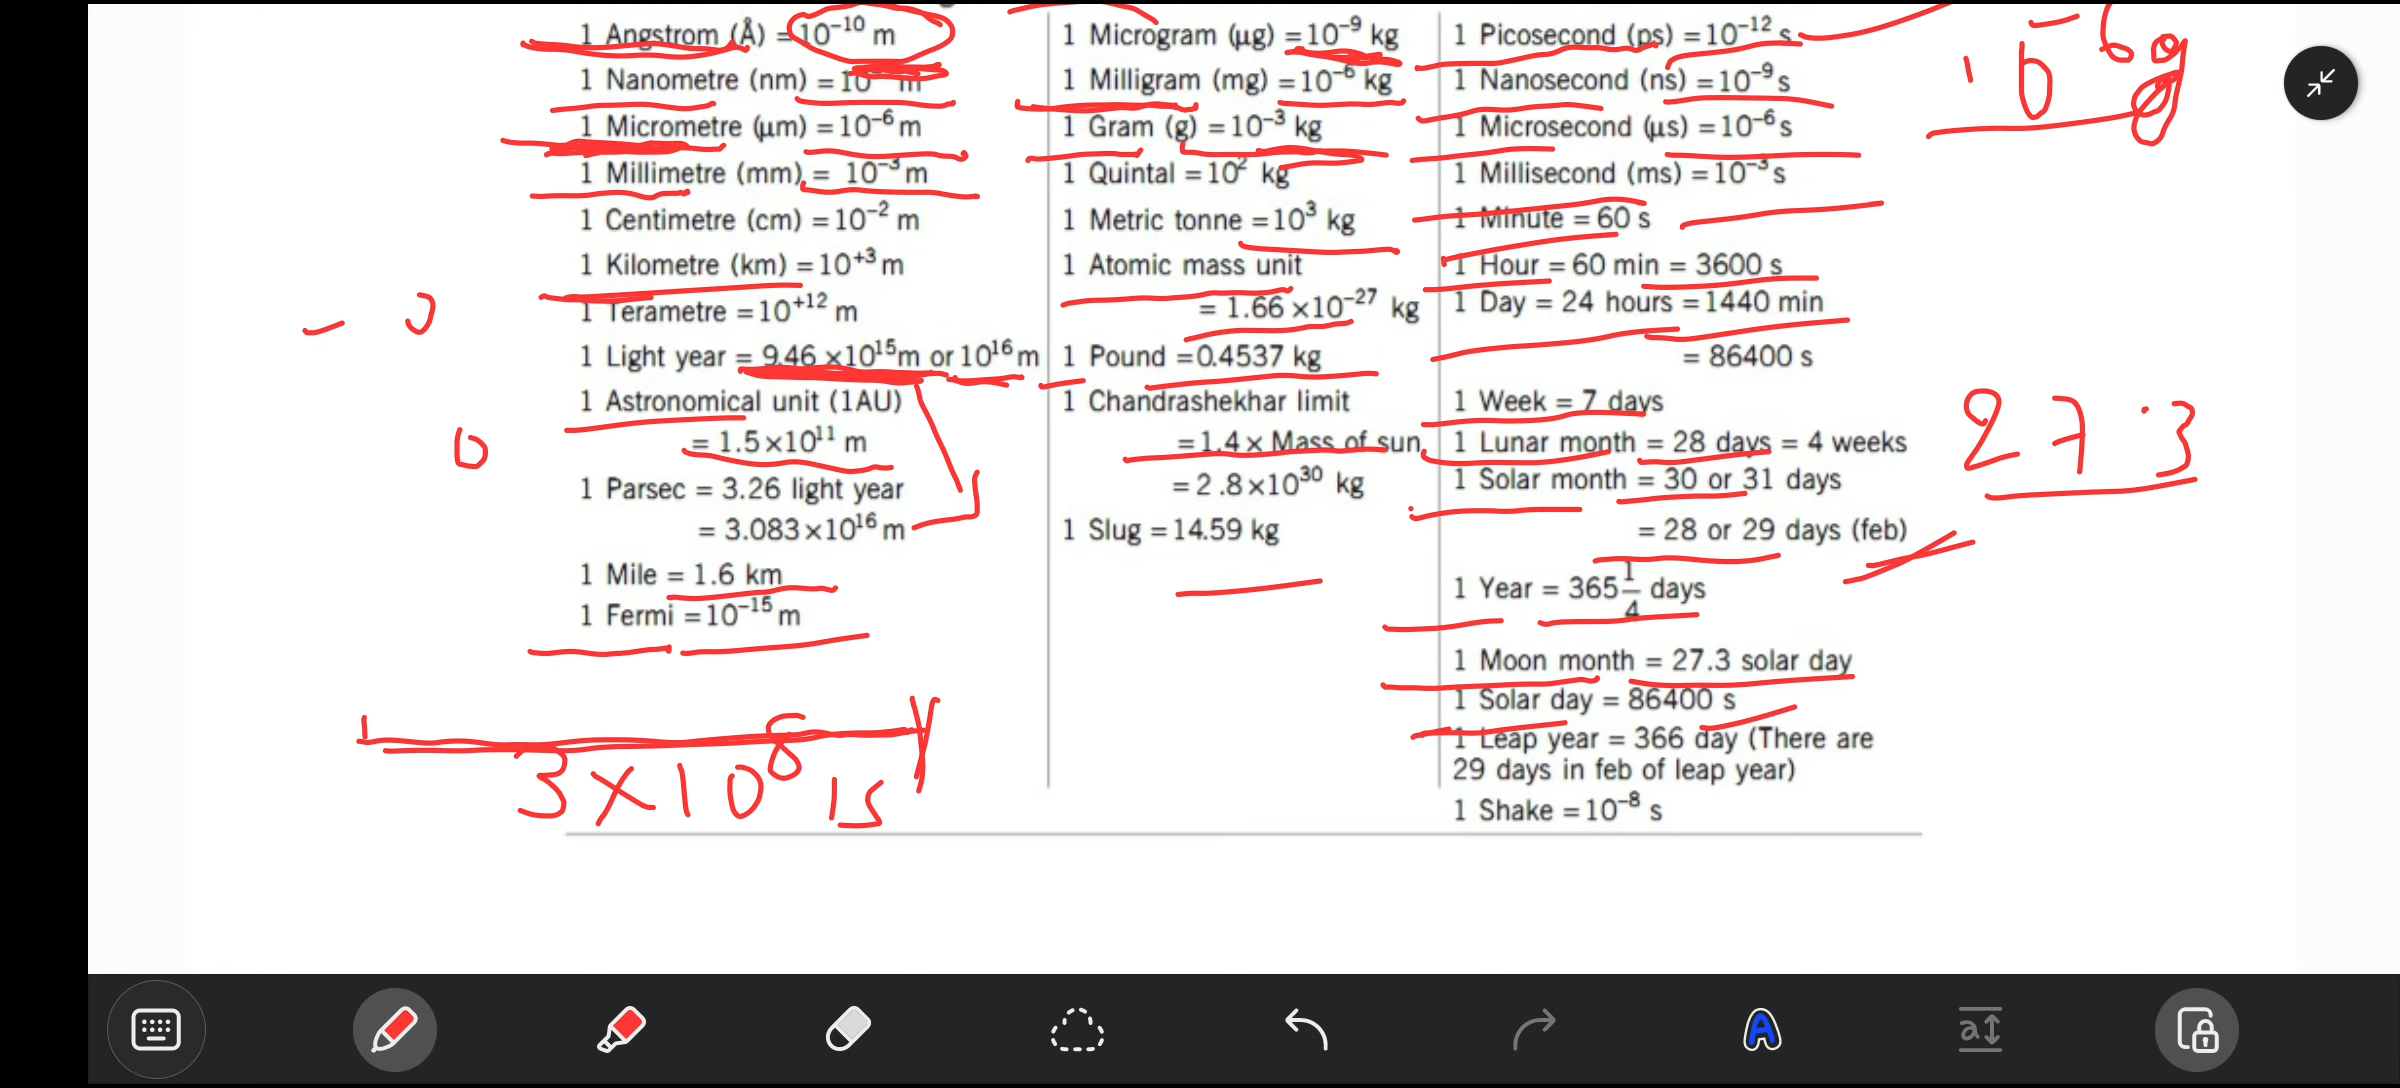 1 Angstrom (Å) = 10⁻¹⁰ m
1 Nanometre (nm) = 10 m
1 Micrometre (μm) = 10⁻⁶ m
1 Millimetre (mm) = 10⁻³ m
1 Centimetre (cm) = 10⁻² m
1 Kilometre (km) = 10⁺³ m
1 Terametre = 10⁺¹² m
1 Light year = 9.46 × 10¹⁵ m or 10¹⁶ m
1 Astronomical unit (1AU)
= 1.5 × 10¹¹ m
1 Parsec = 3.26 light year
= 3.083 × 10¹⁶ m
1 Mile = 1.6 km
1 Fermi = 10⁻¹⁵ m
3 × 10⁸ 1s
1 Microgram (μg) = 10⁻⁹ kg
1 Milligram (mg) = 10⁻⁶ kg
1 Gram (g) = 10⁻³ kg
1 Quintal = 10² kg
1 Metric tonne = 10³ kg
1 Atomic mass unit
= 1.66 × 10⁻²⁷ kg
1 Pound = 0.4537 kg
1 Chandrashekhar limit
= 1.4 × Mass of sun
= 2.8 × 10³⁰ kg
1 Slug = 14.59 kg
1 Picosecond (ps) = 10⁻¹² s
1 Nanosecond (ns) = 10⁻⁹ s
1 Microsecond (μs) = 10⁻⁶ s
1 Millisecond (ms) = 10⁻³ s
1 Minute = 60 s
1 Hour = 60 min = 3600 s
1 Day = 24 hours = 1440 min
= 86400 s
1 Week = 7 days
1 Lunar month = 28 days = 4 weeks
1 Solar month = 30 or 31 days
= 28 or 29 days (feb)
1 Year = 365 1/4 days
1 Moon month = 27.3 solar day
1 Solar day = 86400 s
1 Leap year = 366 day (There are
29 days in feb of leap year)
1 Shake = 10⁻⁸ s
10⁻⁶
27.3
A
a